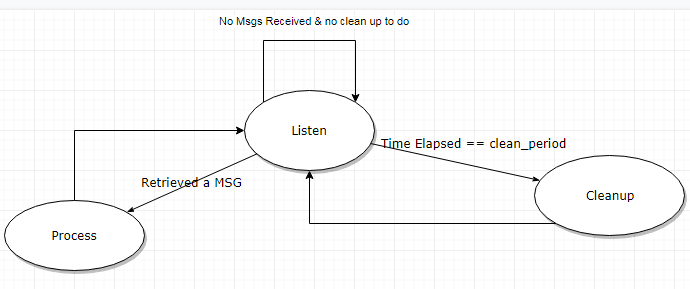 No Msgs Received & no clean up to do
Listen
Time Elapsed == clean_period
Retrieved a MSG
Cleanup
Process